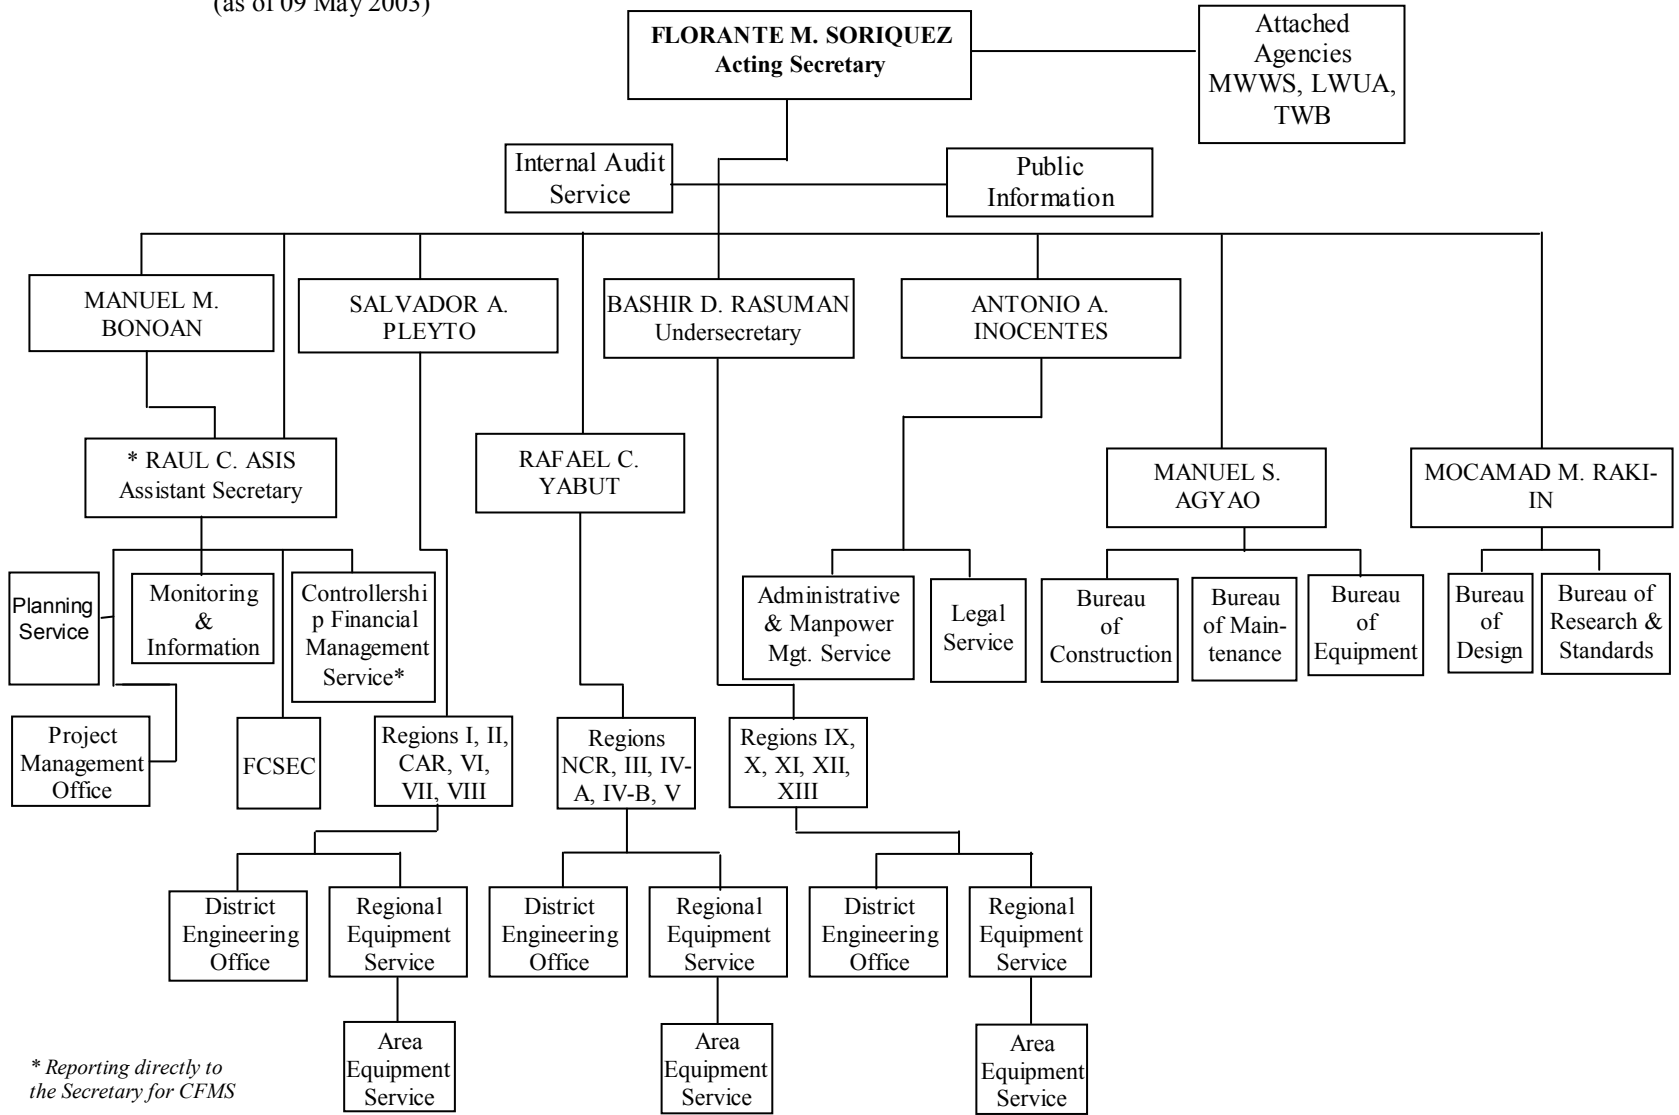 (as of 09 May 2003)
FLORANTE M. SORIQUEZ
Acting Secretary
Attached
Agencies
MWWS, LWUA,
TWB
Internal Audit
Service
Public
Information
MANUEL M.
BONOAN
SALVADOR A.
PLEYTO
BASHIR D. RASUMAN
Undersecretary
ANTONIO A.
INOCENTES
* RAUL C. ASIS
Assistant Secretary
RAFAEL C.
YABUT
MANUEL S.
AGYAO
MOCAMAD M. RAKI-
IN
Planning
Service
Monitoring
&
Information
Controllershi
p Financial
Management
Service*
Administrative
& Manpower
Mgt. Service
Legal
Service
Bureau
of
Construction
Bureau
of Main-
tenance
Bureau
of
Equipment
Bureau
of
Design
Bureau of
Research &
Standards
Project
Management
Office
FCSEC
Regions I, II,
CAR, VI,
VII, VIII
Regions
NCR, III, IV-
A, IV-B, V
Regions IX,
X, XI, XII,
XIII
District
Engineering
Office
Regional
Equipment
Service
District
Engineering
Office
Regional
Equipment
Service
District
Engineering
Office
Regional
Equipment
Service
Area
Equipment
Service
Area
Equipment
Service
Area
Equipment
Service
* Reporting directly to
the Secretary for CFMS